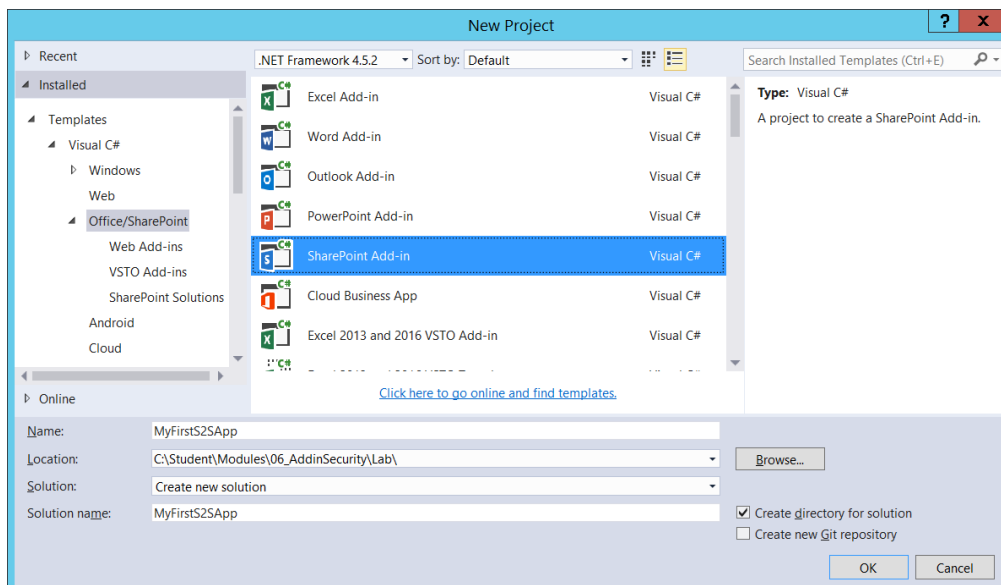 New Project
? x
Recent
.NET Framework 4.5.2 Sort by: Default
Search Installed Templates (Ctrl+E)
Installed
Templates
Visual C#
Windows
Web
Office/SharePoint
Web Add-ins
VSTO Add-ins
SharePoint Solutions
Android
Cloud
Online
Excel Add-in Visual C#
Word Add-in Visual C#
Outlook Add-in Visual C#
PowerPoint Add-in Visual C#
SharePoint Add-in Visual C#
Cloud Business App Visual C#
Excel 2013 and 2016 VSTO Add-in Visual C#
Click here to go online and find templates.
Type: Visual C#
A project to create a SharePoint Add-in.
Name: MyFirstS2SApp
Location: C:\Student\Modules\06_AddinSecurity\Lab\
Browse...
Solution: Create new solution
Solution name: MyFirstS2SApp
Create directory for solution
Create new Git repository
OK Cancel